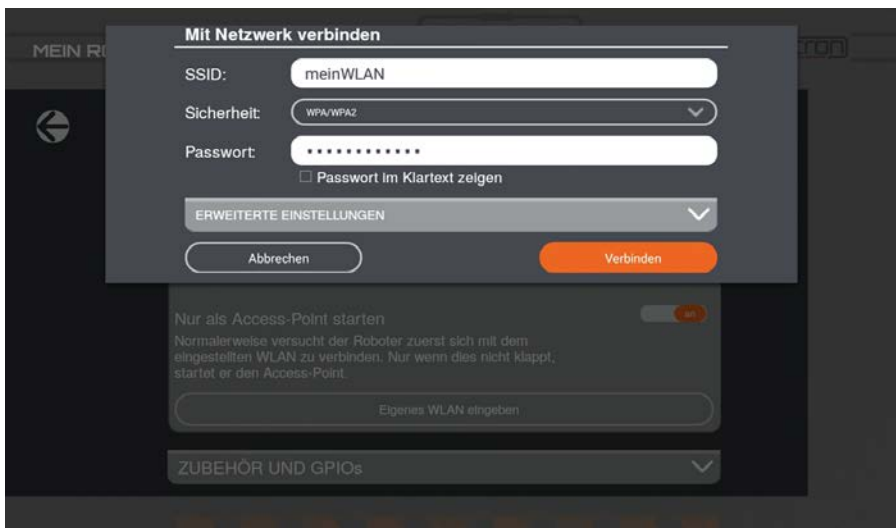 Mit Netzwerk verbinden
MEIN
SSID:
meinWLAN
Sicherheit:
WPA/WPA2
Passwort:
••••••••••••
Passwort im Klartext zeigen
ERWEITERTE EINSTELLUNGEN
Abbrechen
Verbinden
Nur als Access-Point starten
an
Normalerweise versucht der Roboter zuerst sich mit dem
eingestellten WLAN zu verbinden. Nur wenn dies nicht klappt,
startet er den Access-Point.
Eigenes WLAN eingeben
ZUBEHÖR UND GPIOs